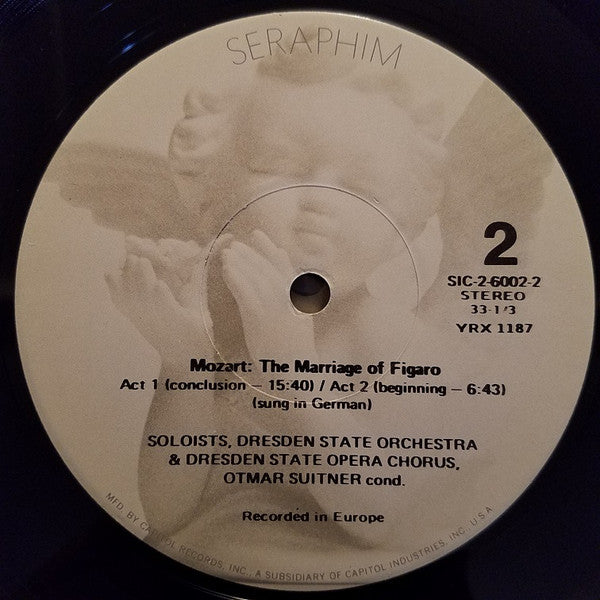 SERAPHIM
2
SIC-2-6002-2
STEREO
33-1/3
YRX 1187
Mozart: The Marriage of Figaro
Act 1 (conclusion — 15:40) / Act 2 (beginning — 6:43)
(sung in German)
SOLOISTS, DRESDEN STATE ORCHESTRA
& DRESDEN STATE OPERA CHORUS,
OTMAR SUITNER cond.
Recorded in Europe
MFD. BY CAPITOL RECORDS, INC., A SUBSIDIARY OF CAPITOL INDUSTRIES, INC. U.S.A.